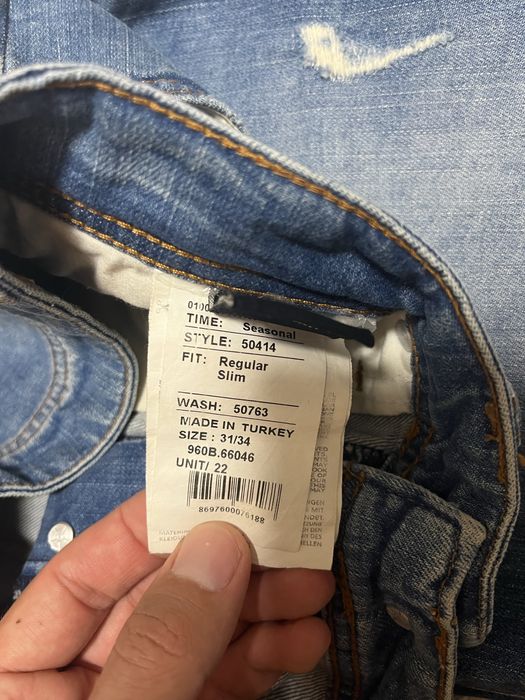 0100
TIME: Seasonal
STYLE: 50414
FIT: Regular
Slim
WASH: 50763
MADE IN TURKEY
SIZE : 31/34
960B.66046
UNIT/ 22
8697600076188